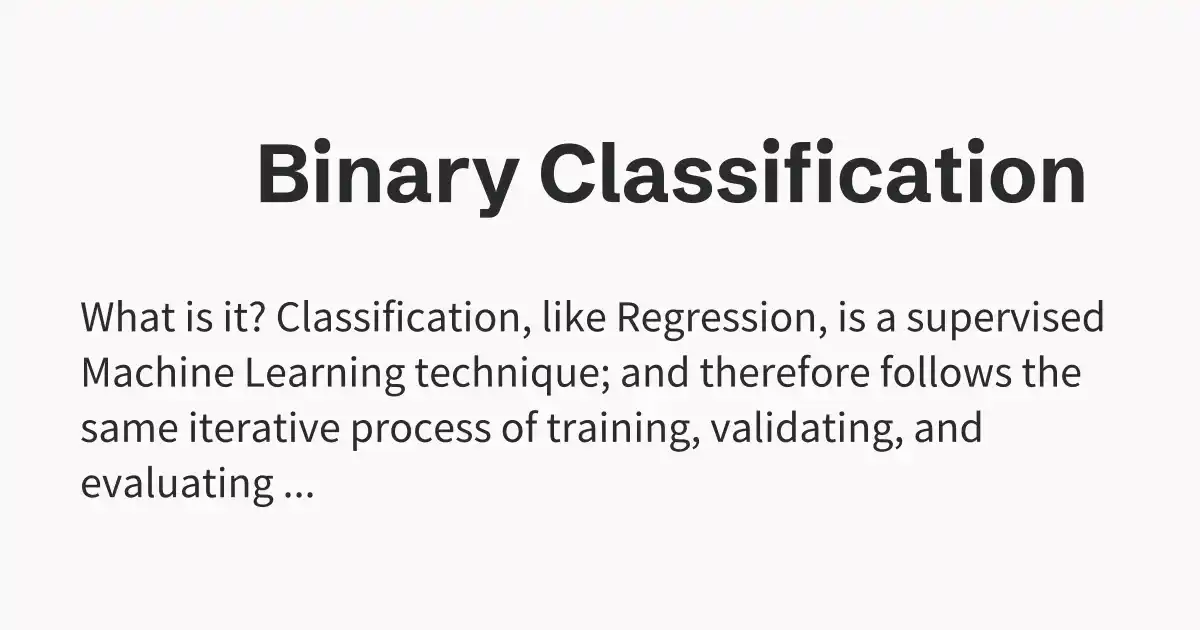 Binary Classification
What is it? Classification, like Regression, is a supervised
Machine Learning technique; and therefore follows the
same iterative process of training, validating, and
evaluating ...